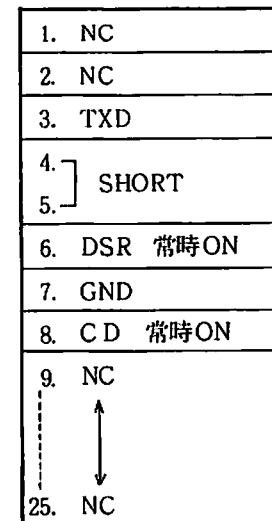 1. NC
2. NC
3. TXD
4.
SHORT
5.
6. DSR 常時ON
7. GND
8. CD 常時ON
9. NC
25. NC